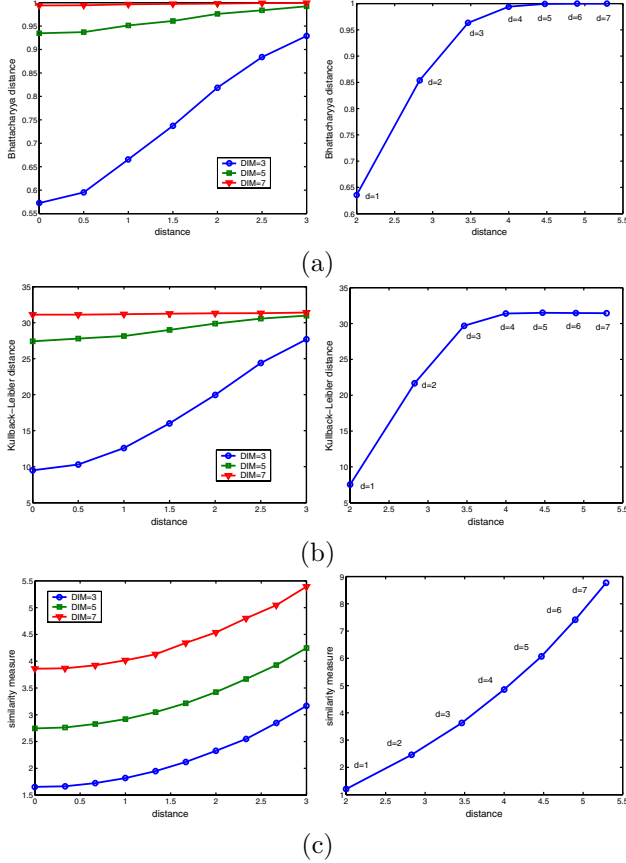 1
0.95
0.9
0.85
0.8
0.75
0.7
0.65
0.6
0.55
0 0.5 1 1.5 2 2.5 3
distance
Bhattacharyya distance
DIM=3
DIM=5
DIM=7
1
0.95
0.9
0.85
0.8
0.75
0.7
0.65
0.6
2 2.5 3 3.5 4 4.5 5 5.5
distance
Bhattacharyya distance
d=1
d=2
d=3
d=4
d=5
d=6
d=7
(a)
35
30
25
20
15
10
5
0 0.5 1 1.5 2 2.5 3
distance
Kullback–Leibler distance
DIM=3
DIM=5
DIM=7
35
30
25
20
15
10
5
2 2.5 3 3.5 4 4.5 5 5.5
distance
Kullback–Leibler distance
d=1
d=2
d=3
d=4
d=5
d=6
d=7
(b)
5.5
5
4.5
4
3.5
3
2.5
2
1.5
0 0.5 1 1.5 2 2.5 3
distance
similarity measure
DIM=3
DIM=5
DIM=7
9
8
7
6
5
4
3
2
1
2 2.5 3 3.5 4 4.5 5 5.5
distance
similarity measure
d=1
d=2
d=3
d=4
d=5
d=6
d=7
(c)